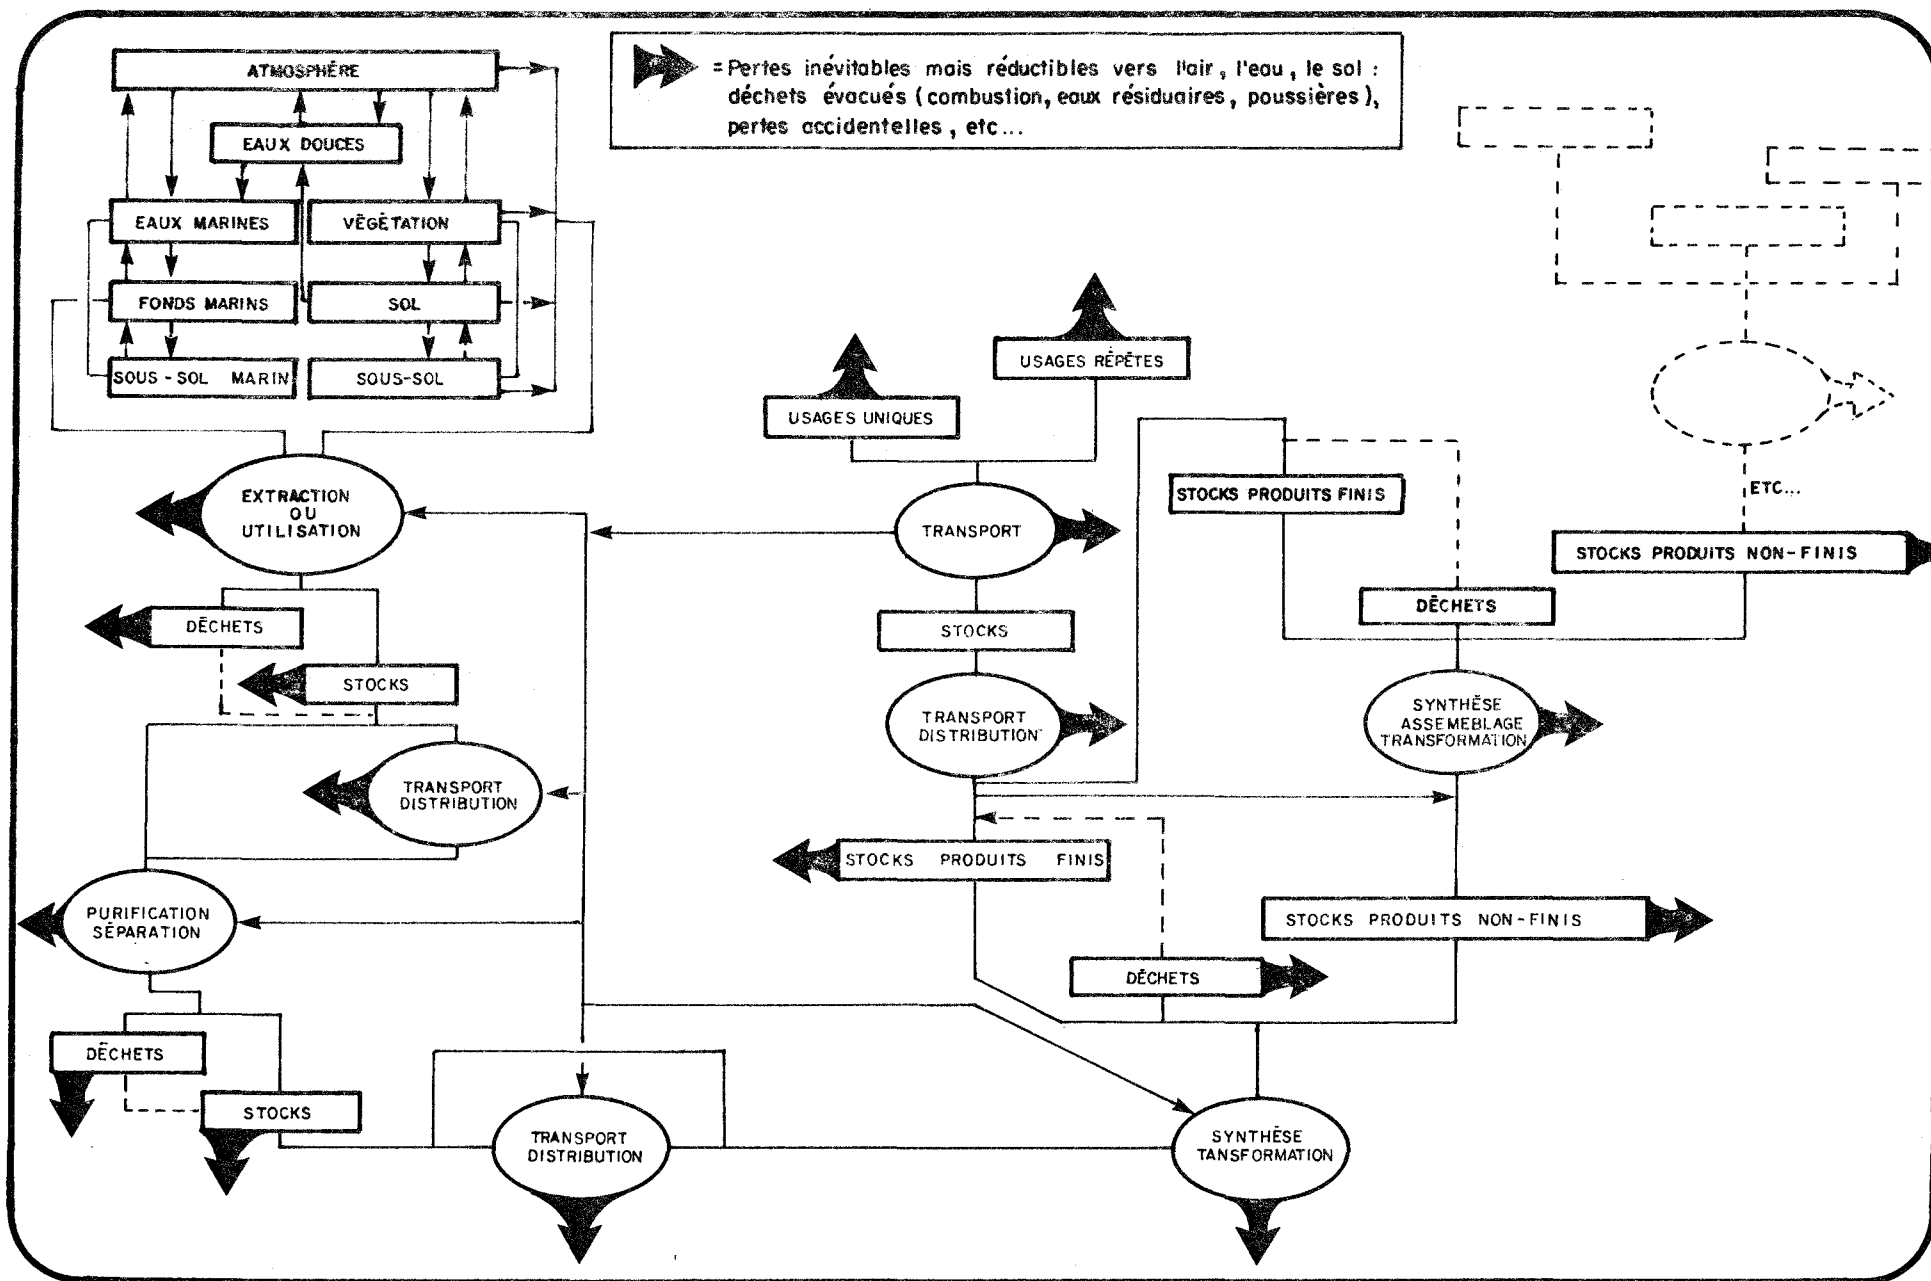 ATMOSPHÈRE
= Pertes inévitables mais réductibles vers l'air, l'eau, le sol :
déchets évacués (combustion, eaux résiduaires, poussières),
pertes accidentelles, etc...
EAUX DOUCES
EAUX MARINES
VÉGÉTATION
FONDS MARINS
SOL
SOUS-SOL MARIN
SOUS-SOL
USAGES RÉPÉTES
USAGES UNIQUES
EXTRACTION
OU
UTILISATION
TRANSPORT
STOCKS PRODUITS FINIS
ETC...
STOCKS PRODUITS NON-FINIS
DÉCHETS
DÉCHETS
STOCKS
STOCKS
TRANSPORT
DISTRIBUTION
SYNTHÈSE
ASSEMEBLAGE
TRANSFORMATION
TRANSPORT
DISTRIBUTION
STOCKS PRODUITS FINIS
PURIFICATION
SÉPARATION
STOCKS PRODUITS NON-FINIS
DÉCHETS
DÉCHETS
STOCKS
TRANSPORT
DISTRIBUTION
SYNTHÈSE
TANSFORMATION